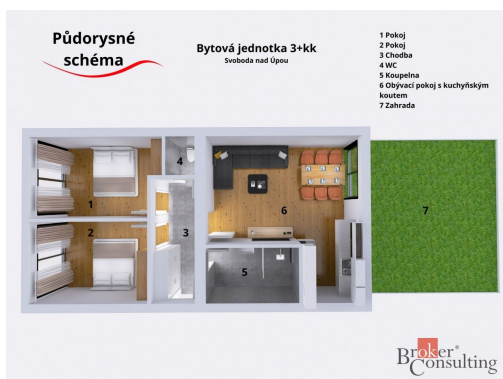 Půdorysné
schéma
Bytová jednotka 3+kk
Svoboda nad Úpou
1 Pokoj
2 Pokoj
3 Chodba
4 WC
5 Koupelna
6 Obývací pokoj s kuchyňským
koutem
7 Zahrada
4
1
2
3
6
5
7
Broker®
Consulting